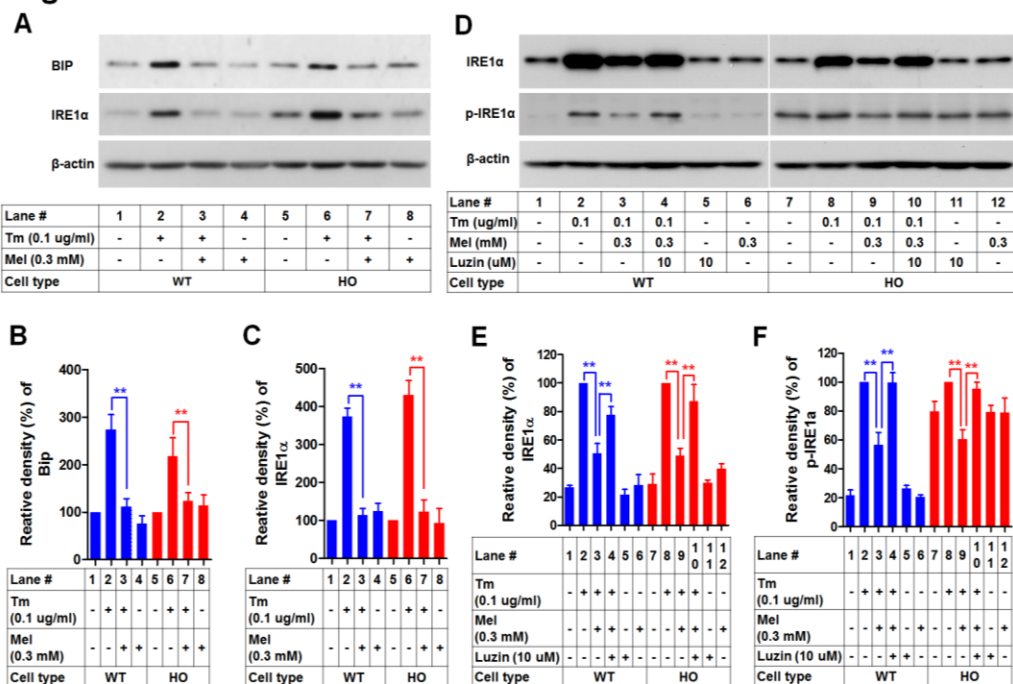 A
BIP
IRE1α
β-actin
Lane # 1 2 3 4 5 6 7 8
Tm (0.1 ug/ml) - + + - - + + -
Mel (0.3 mM) - - + + - - + +
Cell type WT HO
D
IRE1α
p-IRE1α
β-actin
Lane # 1 2 3 4 5 6 7 8 9 10 11 12
Tm (ug/ml) - 0.1 0.1 0.1 - - - 0.1 0.1 0.1 - -
Mel (mM) - - 0.3 0.3 - 0.3 - - 0.3 0.3 - 0.3
Luzin (uM) - - - 10 10 - - - - 10 10 -
Cell type WT HO
B
Reative density (%) of
Bip
400
300
200
100
0
** **
Lane # 1 2 3 4 5 6 7 8
Tm
(0.1 ug/ml) - + + - - + + -
Mel
(0.3 mM) - - + + - - + +
Cell type WT HO
C
Reative density (%) of
IRE1α
500
400
300
200
100
0
** **
Lane # 1 2 3 4 5 6 7 8
Tm
(0.1 ug/ml) - + + - - + + -
Mel
(0.3 mM) - - + + - - + +
Cell type WT HO
E
Reative density (%) of
IRE1α
120
100
80
60
40
20
0
** ** ** **
Lane # 1 2 3 4 5 6 7 8 9 10 11 12
Tm
(0.1 ug/ml) - + + + - - - + + + - -
Mel
(0.3 mM) - - + + - + - - + + - +
Luzin (10 uM) - - - + + - - - - + + -
Cell type WT HO
F
Reative density (%) of
p-IRE1a
120
100
80
60
40
20
0
** ** ** **
Lane # 1 2 3 4 5 6 7 8 9 10 11 12
Tm
(0.1 ug/ml) - + + + - - - + + + - -
Mel
(0.3 mM) - - + + - + - - + + - +
Luzin (10 uM) - - - + + - - - - + + -
Cell type WT HO